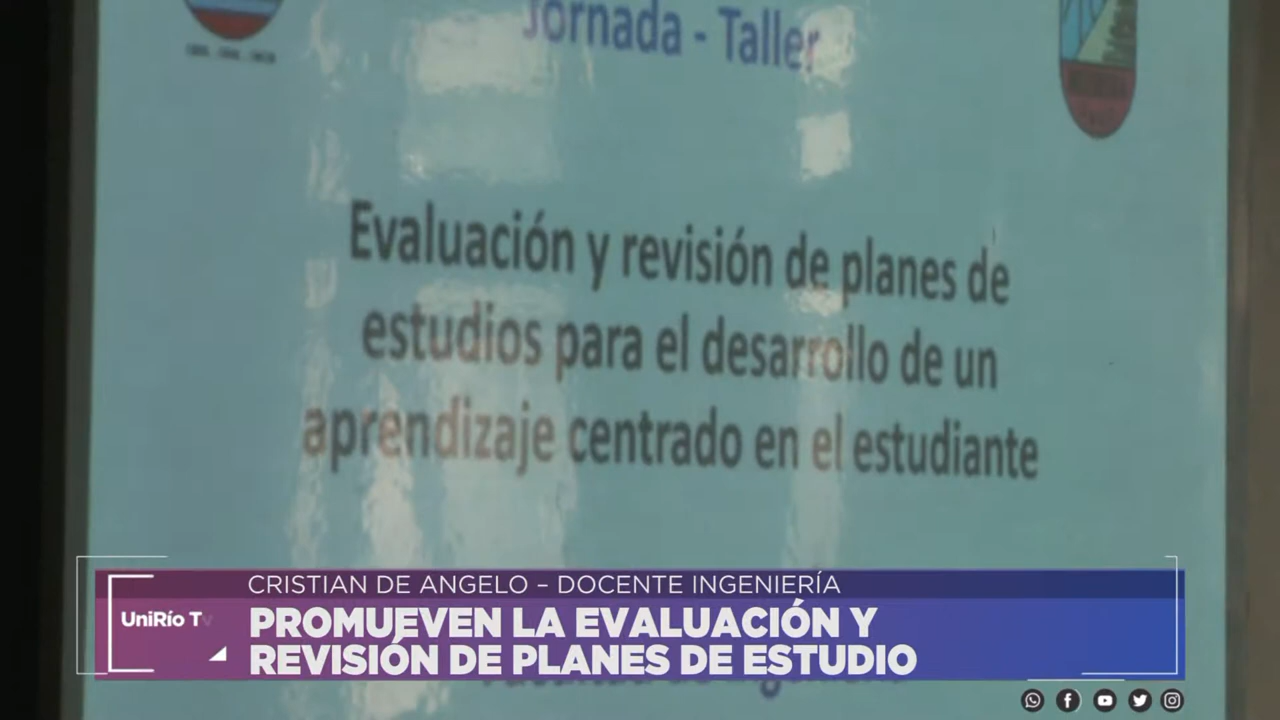 Jornada - Taller
Evaluación y revisión de planes de
estudios para el desarrollo de un
aprendizaje centrado en el estudiante
CRISTIAN DE ANGELO – DOCENTE INGENIERÍA
UniRío Tv
PROMUEVEN LA EVALUACIÓN Y
REVISIÓN DE PLANES DE ESTUDIO